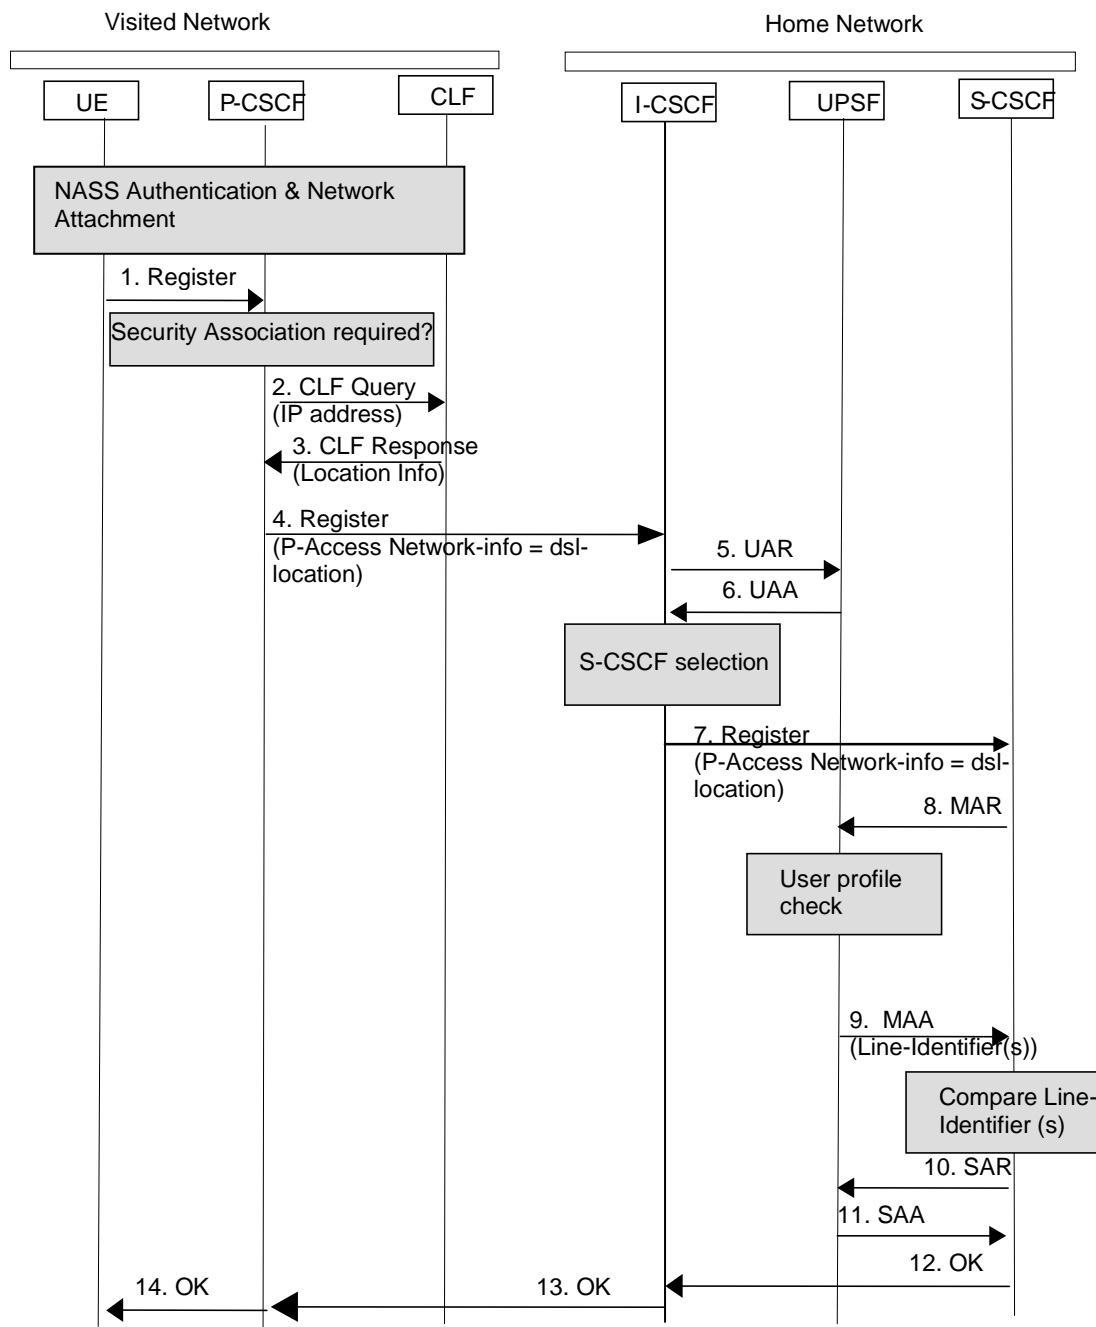 Visited Network
Home Network
UE
P-CSCF
CLF
I-CSCF
UPSF
S-CSCF
NASS Authentication & Network
Attachment
1. Register
Security Association required?
2. CLF Query
(IP address)
3. CLF Response
(Location Info)
4. Register
(P-Access Network-info = dsl-
location)
5. UAR
6. UAA
S-CSCF selection
7. Register
(P-Access Network-info = dsl-
location)
8. MAR
User profile
check
9. MAA
(Line-Identifier(s))
Compare Line-
Identifier (s)
10. SAR
11. SAA
12. OK
13. OK
14. OK